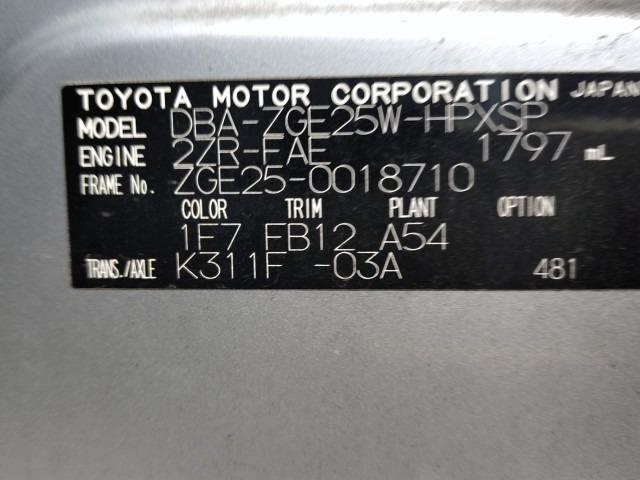 TOYOTA MOTOR CORPORATION JAPAN
MODEL DBA-ZGE25W-HPXSP
ENGINE 2ZR-FAE 1797 mL
FRAME No. ZGE25-0018710
COLOR TRIM PLANT OPTION
1F7 FB12 A54
TRANS./AXLE K311F -03A 481